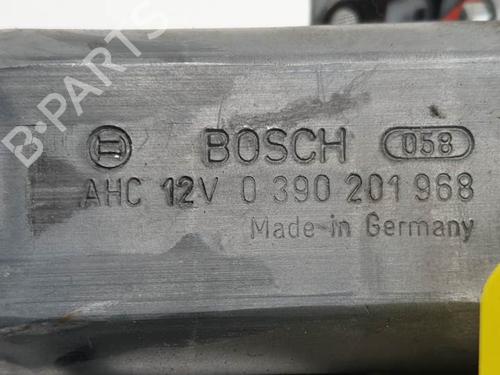 B-PARTS
BOSCH 058
AHC 12V 0 390 201 968
Made in Germany